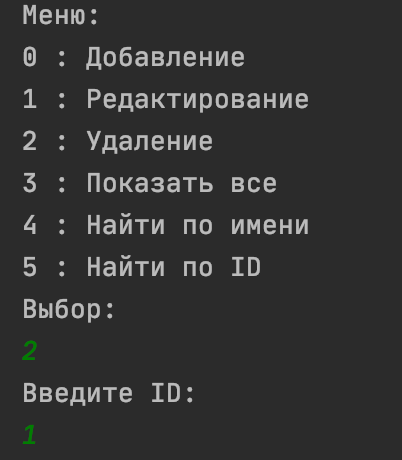 Меню:
0 : Добавление
1 : Редактирование
2 : Удаление
3 : Показать все
4 : Найти по имени
5 : Найти по ID
Выбор:
2
Введите ID:
1